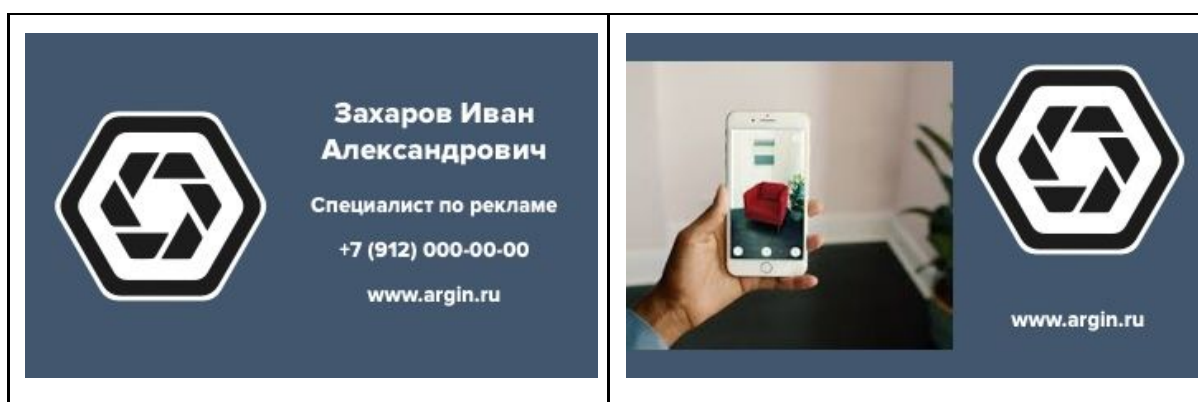 Захаров Иван
Александрович
Специалист по рекламе
+7 (912) 000-00-00
www.argin.ru
www.argin.ru